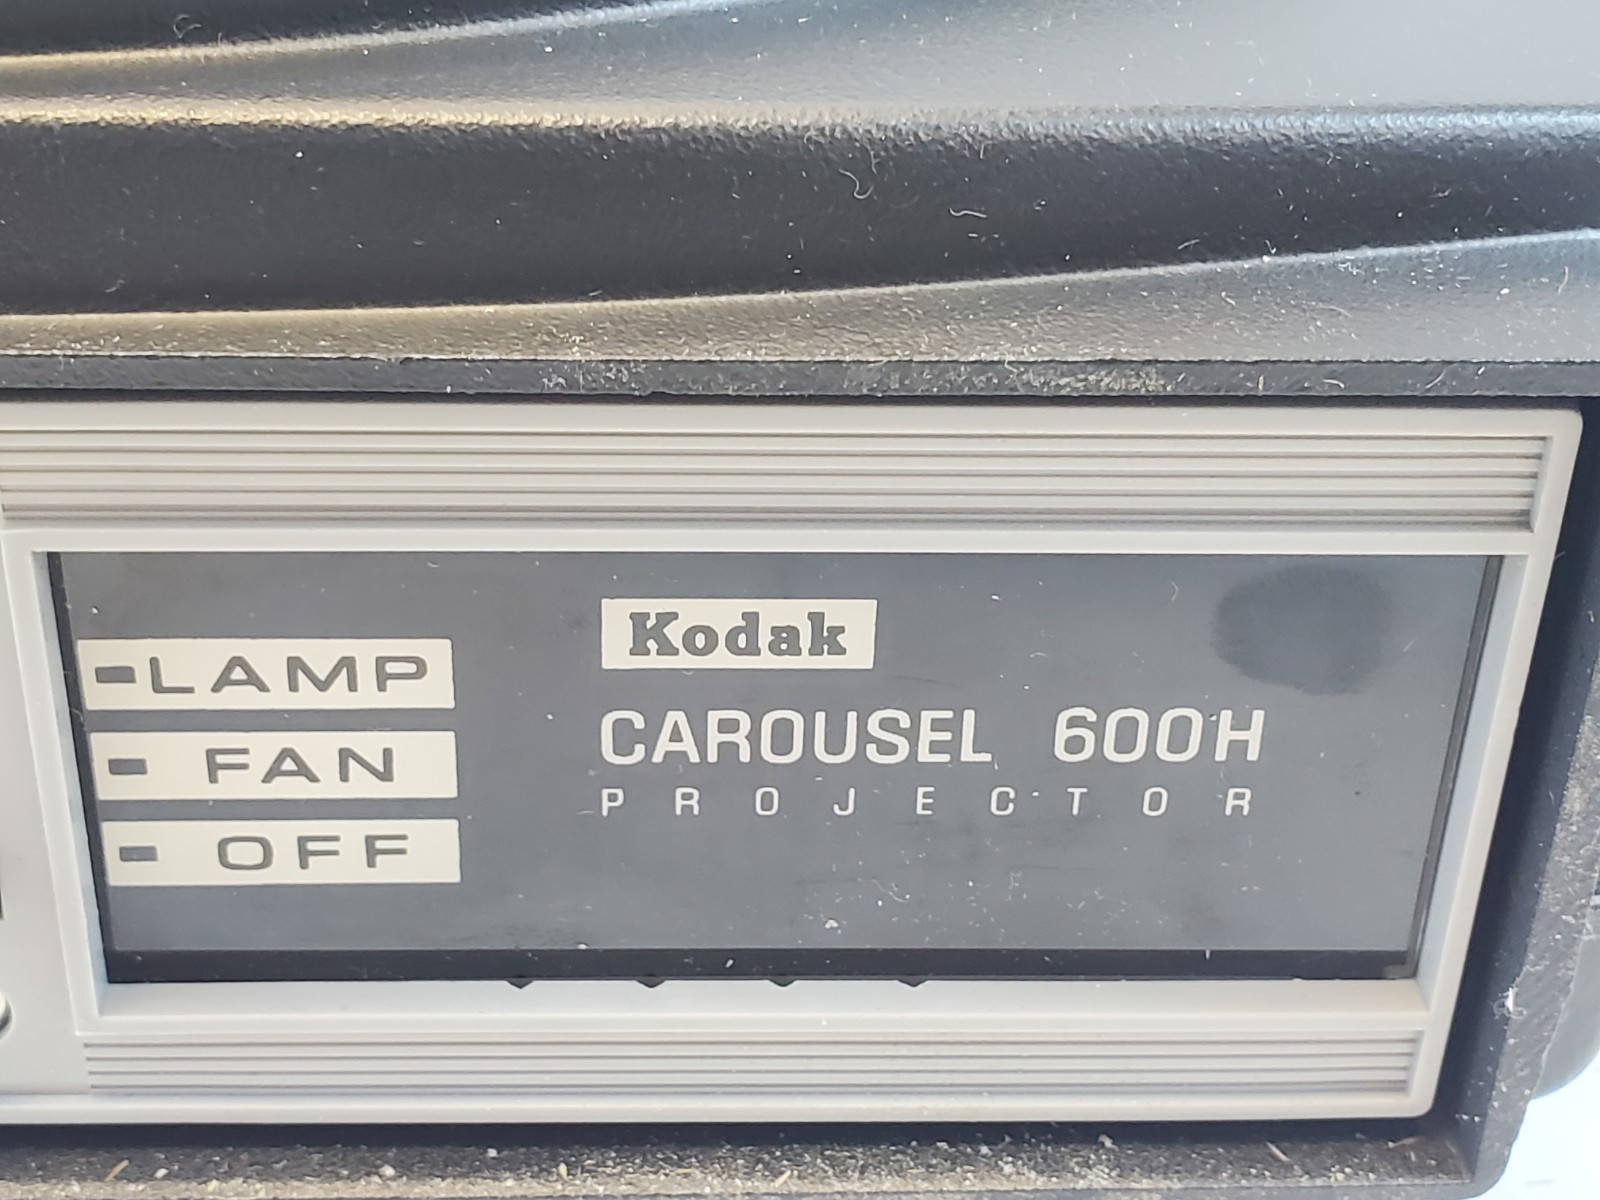 LAMP
FAN
OFF
Kodak
CAROUSEL 600H
PROJECTOR